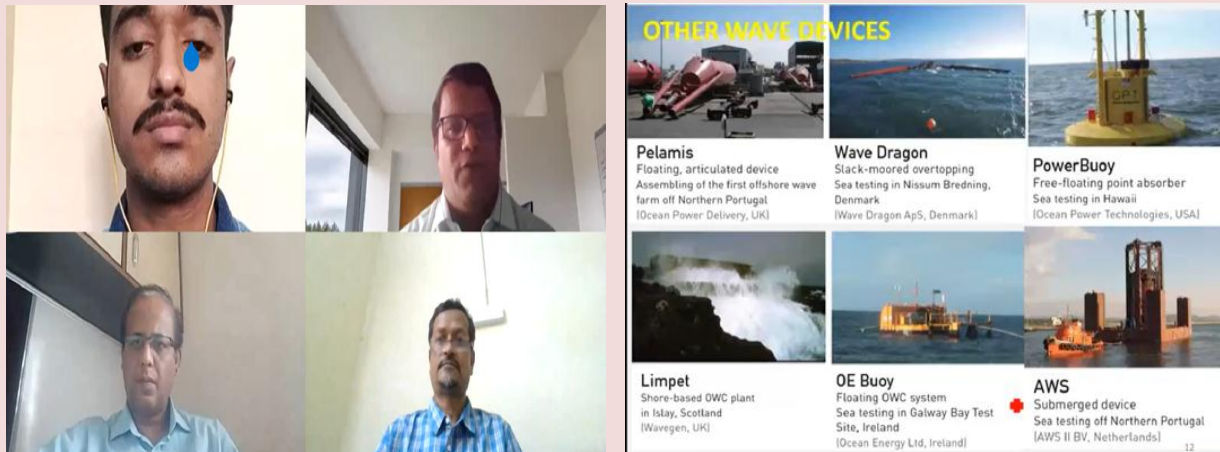 OTHER WAVE DEVICES
Pelamis
Floating, articulated device
Assembling of the first offshore wave
farm off Northern Portugal
(Ocean Power Delivery, UK)
Wave Dragon
Slack-moored overtopping
Sea testing in Nissum Bredning,
Denmark
(Wave Dragon ApS, Denmark)
OPT
PowerBuoy
Free-floating point absorber
Sea testing in Hawaii
(Ocean Power Technologies, USA)
Limpet
Shore-based OWC plant
in Islay, Scotland
(Wavegen, UK)
OE Buoy
Floating OWC system
Sea testing in Galway Bay Test
Site, Ireland
(Ocean Energy Ltd, Ireland)
AWS
Submerged device
Sea testing off Northern Portugal
(AWS II BV, Netherlands)
12